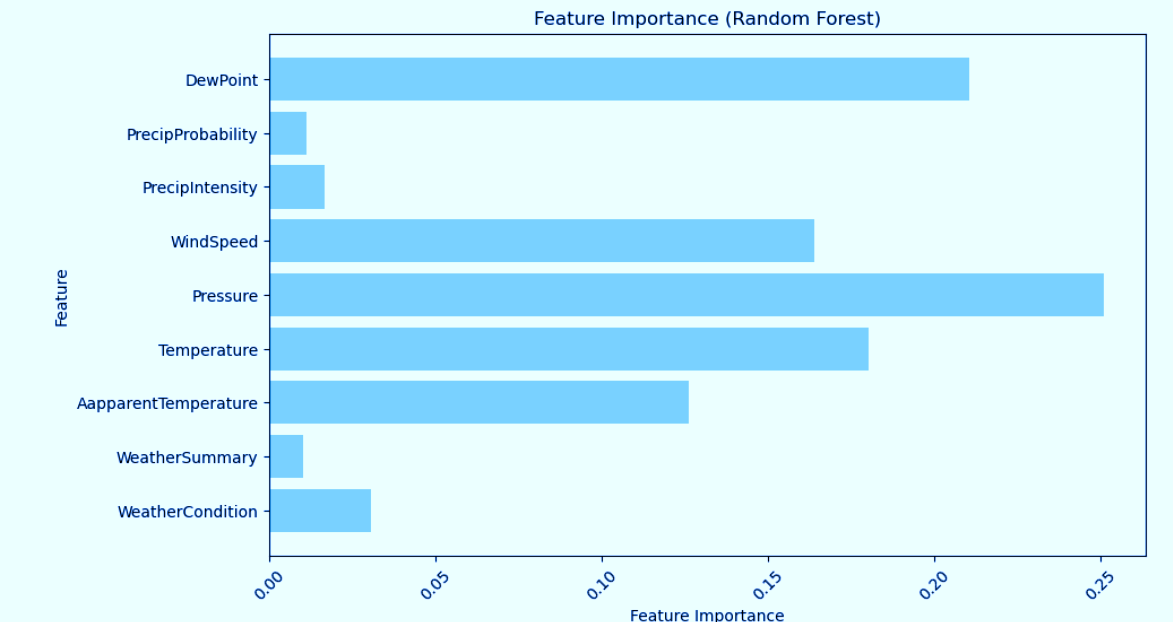 Feature Importance (Random Forest)
DewPoint
PrecipProbability
PrecipIntensity
WindSpeed
Pressure
Temperature
AapparentTemperature
WeatherSummary
WeatherCondition
Feature
0.00 0.05 0.10 0.15 0.20 0.25
Feature Importance